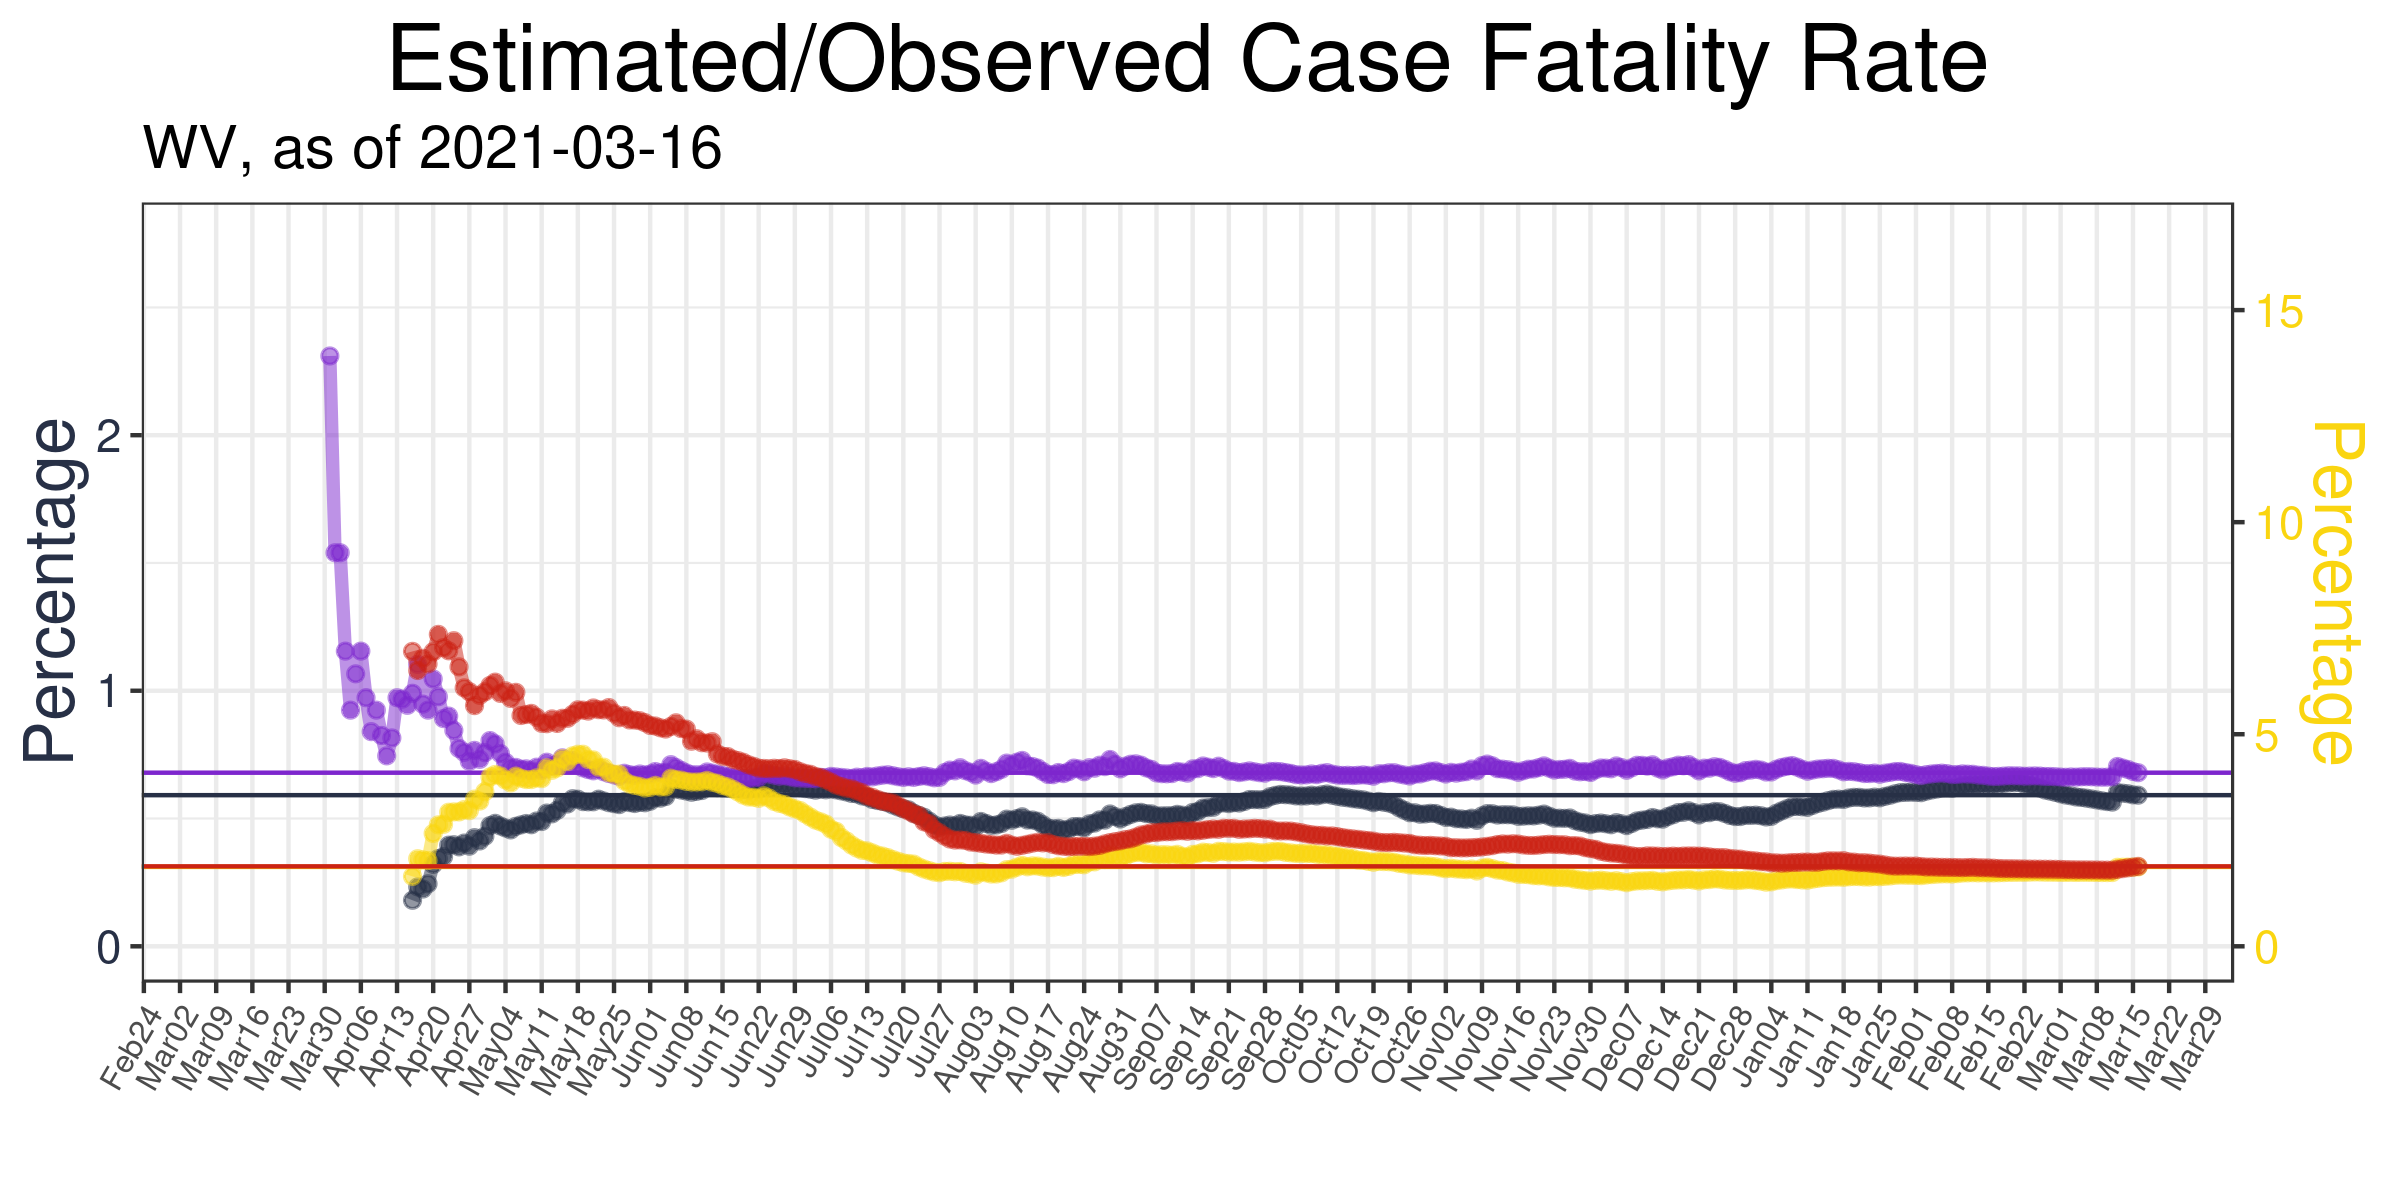 Estimated/Observed Case Fatality Rate
WV, as of 2021-03-16
Percentage
2
1
0
15
10
5
0
Percentage
Feb24 Mar02 Mar09 Mar16 Mar23 Mar30 Apr06 Apr13 Apr20 Apr27 May04 May11 May18 May25 Jun01 Jun08 Jun15 Jun22 Jun29 Jul06 Jul13 Jul20 Jul27 Aug03 Aug10 Aug17 Aug24 Aug31 Sep07 Sep14 Sep21 Sep28 Oct05 Oct12 Oct19 Oct26 Nov02 Nov09 Nov16 Nov23 Nov30 Dec07 Dec14 Dec21 Dec28 Jan04 Jan11 Jan18 Jan25 Feb01 Feb08 Feb15 Feb22 Mar01 Mar08 Mar15 Mar22 Mar29